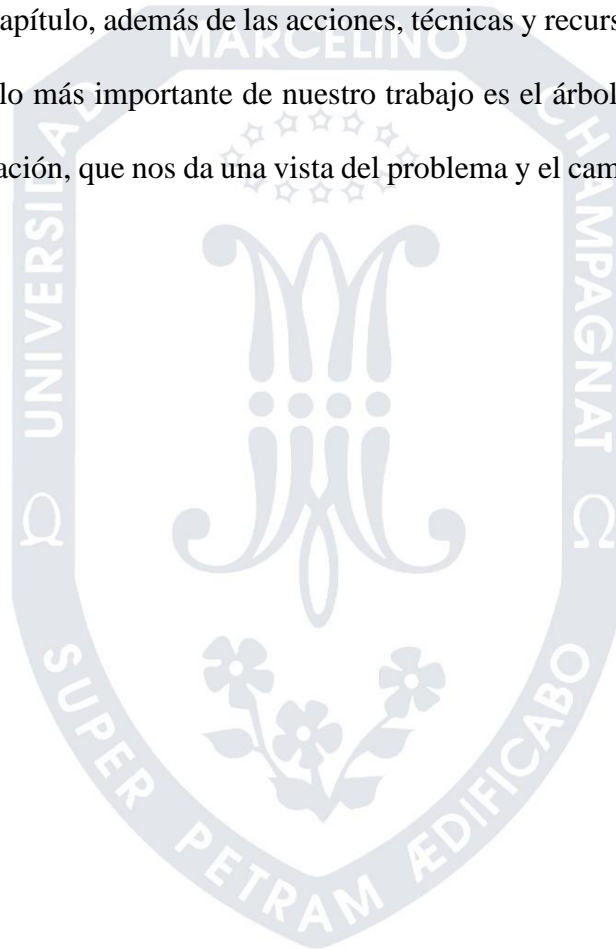 apítulo, además de las acciones, técnicas y recurs
lo más importante de nuestro trabajo es el árbol
ación, que nos da una vista del problema y el cam
UNIVERSIDAD
MARCELINO
CHAMPAGNAT
Ω
Ω
SUPER PETRAM ÆDIFICABO